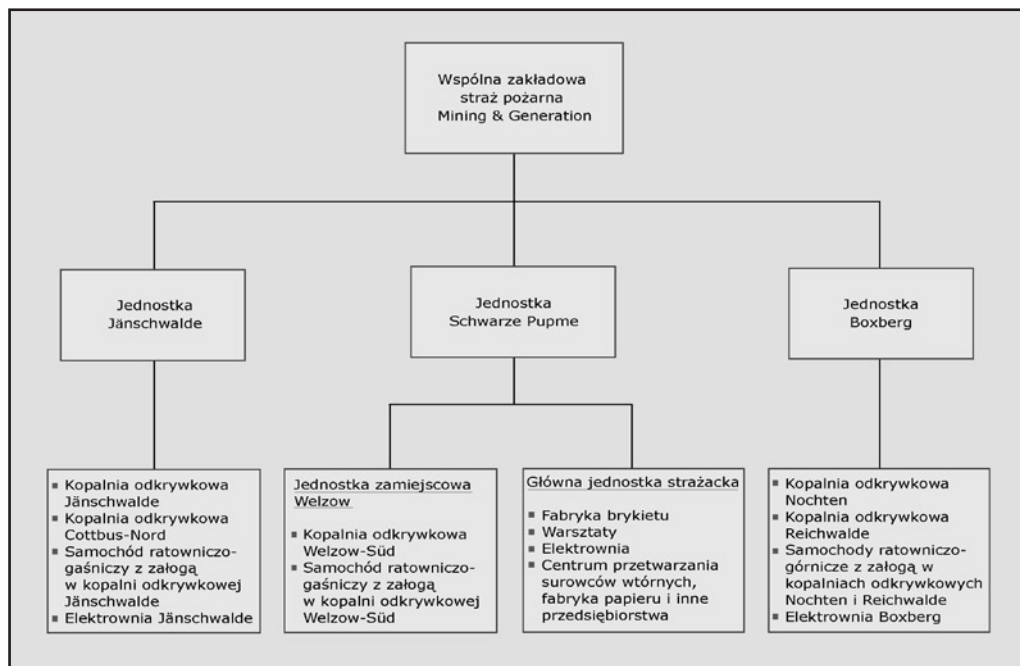 Wspólna zakładowa
straż pożarna
Mining & Generation
Jednostka
Jänschwalde
Jednostka
Schwarze Pupme
Jednostka
Boxberg
▪ Kopalnia odkrywkowa
Jänschwalde
▪ Kopalnia odkrywkowa
Cottbus-Nord
▪ Samochód ratowniczo-
gaśniczy z załogą
w kopalni odkrywkowej
Jänschwalde
▪ Elektrownia Jänschwalde
Jednostka zamiejscowa
Welzow
▪ Kopalnia odkrywkowa
Welzow-Süd
▪ Samochód ratowniczo-
gaśniczy z załogą
w kopalni odkrywkowej
Welzow-Süd
Główna jednostka strażacka
▪ Fabryka brykietu
▪ Warsztaty
▪ Elektrownia
▪ Centrum przetwarzania
surowców wtórnych,
fabryka papieru i inne
przedsiębiorstwa
▪ Kopalnia odkrywkowa
Nochten
▪ Kopalnia odkrywkowa
Reichwalde
▪ Samochody ratowniczo-
górnicze z załogą w
kopalniach odkrywkowych
Nochten i Reichwalde
▪ Elektrownia Boxberg